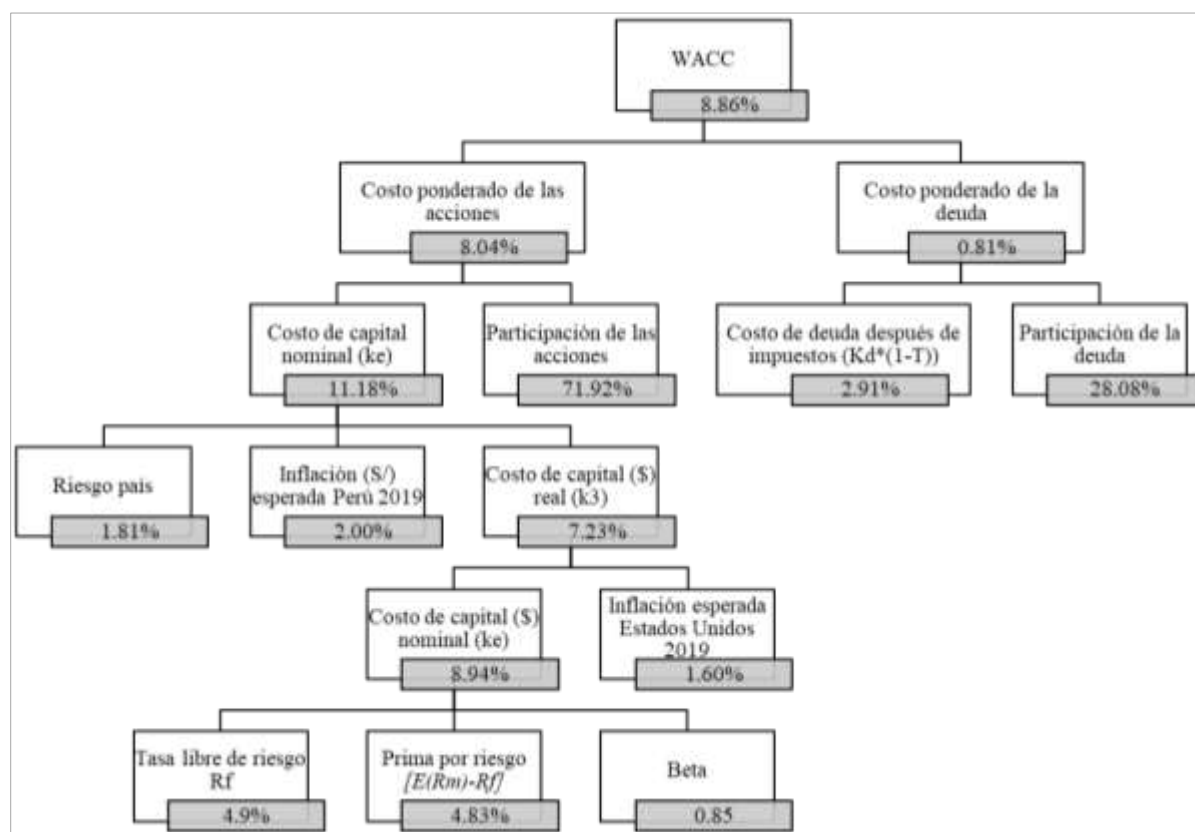 WACC
8.86%
Costo ponderado de las
acciones
8.04%
Costo ponderado de la
deuda
0.81%
Costo de capital
nominal (ke)
11.18%
Participación de las
acciones
71.92%
Costo de deuda después de
impuestos (Kd*(1-T))
2.91%
Participación de la
deuda
28.08%
Riesgo país
1.81%
Inflación (S/)
esperada Perú 2019
2.00%
Costo de capital ($)
real (k3)
7.23%
Costo de capital ($)
nominal (ke)
8.94%
Inflación esperada
Estados Unidos
2019
1.60%
Tasa libre de riesgo
Rf
4.9%
Prima por riesgo
[E(Rm)-Rf]
4.83%
Beta
0.85